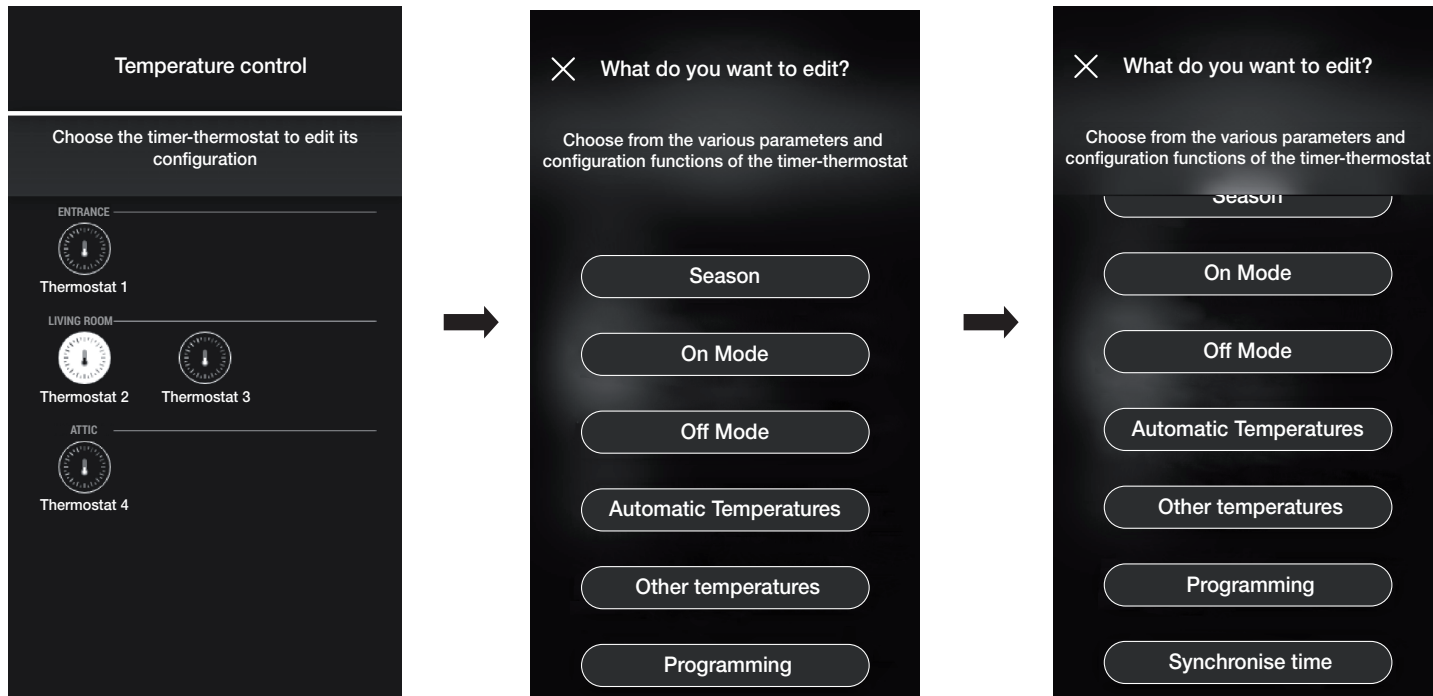 Temperature control
Choose the timer-thermostat to edit its
configuration
ENTRANCE
Thermostat 1
LIVING ROOM
Thermostat 2
Thermostat 3
ATTIC
Thermostat 4
What do you want to edit?
Choose from the various parameters and
configuration functions of the timer-thermostat
Season
On Mode
Off Mode
Automatic Temperatures
Other temperatures
Programming
What do you want to edit?
Choose from the various parameters and
configuration functions of the timer-thermostat
Season
On Mode
Off Mode
Automatic Temperatures
Other temperatures
Programming
Synchronise time